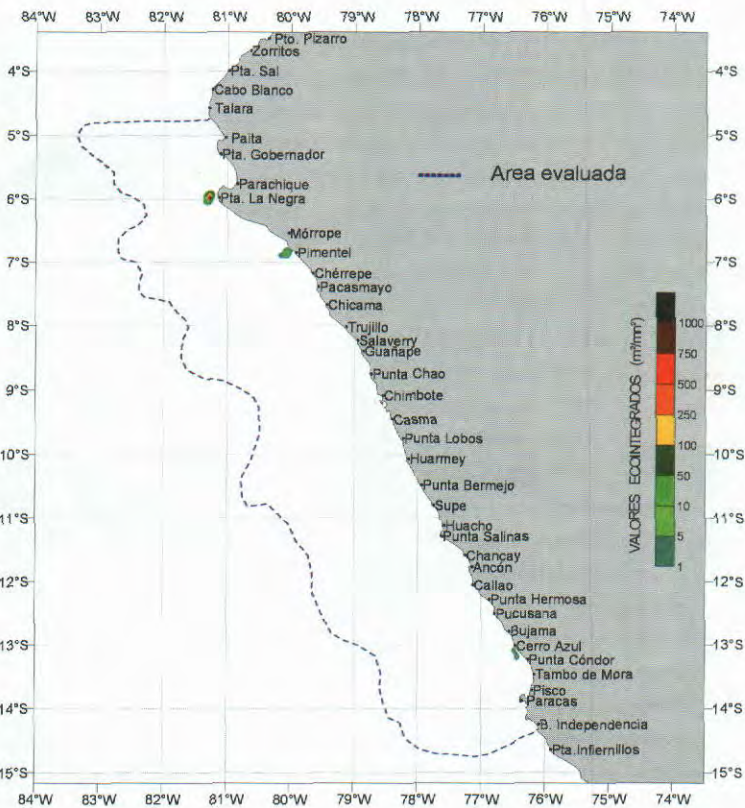 84°W 83°W 82°W 81°W 80°W 79°W 78°W 77°W 76°W 75°W 74°W
Pto. Pizarro
Zorritos
4°S Pta. Sal 4°S
Cabo Blanco
Talara
5°S Paita 5°S
Pta. Gobernador
Area evaluada
Parachique
6°S Pta. La Negra 6°S
Mórrope
Pimentel
7°S Chérrepe 7°S
Pacasmayo
Chicama
8°S Trujillo 8°S
Salaverry
Guañape
Punta Chao
9°S Chimbote 9°S
Casma
Punta Lobos
10°S Huarmey 10°S
Punta Bermejo
Supe
11°S Huacho 11°S
Punta Salinas
Chancay
Ancón
12°S Callao 12°S
Punta Hermosa
Pucusana
Bujama
13°S Cerro Azul 13°S
Punta Cóndor
Tambo de Mora
Pisco
Paracas
14°S B. Independencia 14°S
Pta.Infiernillos
15°S 15°S
VALORES ECOINTEGRADOS (m²/mn²)
1000
750
500
250
100
50
10
5
1
84°W 83°W 82°W 81°W 80°W 79°W 78°W 77°W 76°W 75°W 74°W